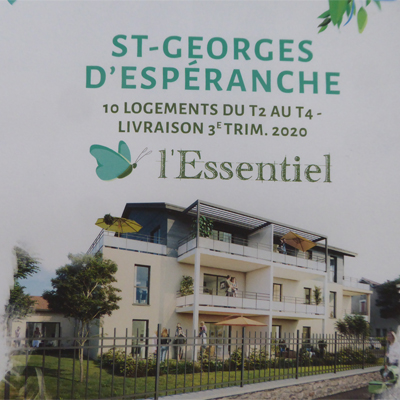 ST-GEORGES
D'ESPÉRANCHE
10 LOGEMENTS DU T2 AU T4 -
LIVRAISON 3E TRIM. 2020
l'Essentiel